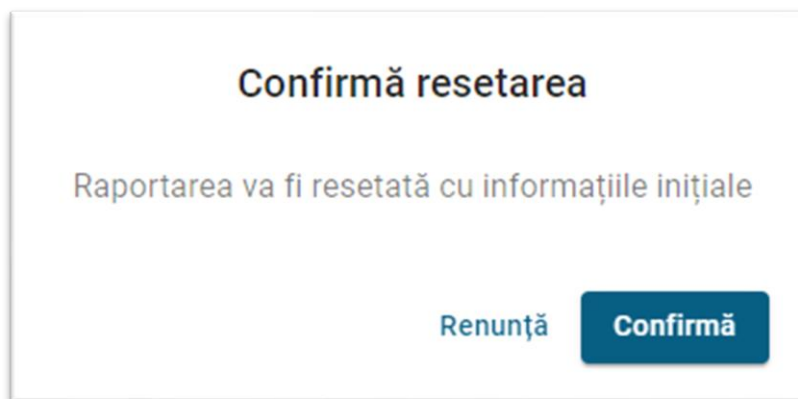 Confirmă resetarea
Raportarea va fi resetată cu informațiile inițiale
Renunță Confirmă